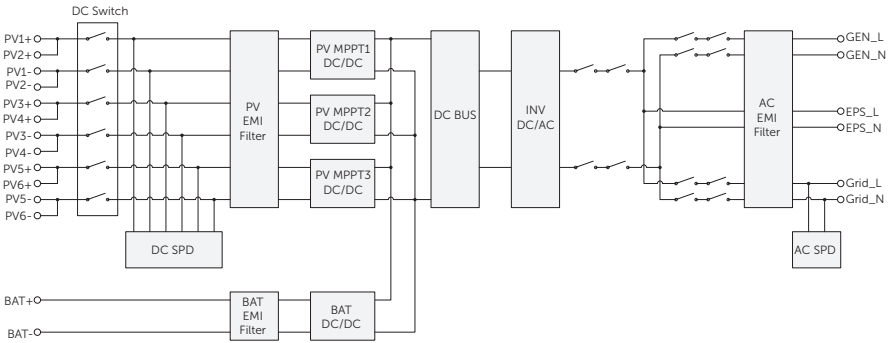 DC Switch
PV1+
PV2+
PV1-
PV2-
PV3+
PV4+
PV3-
PV4-
PV5+
PV6+
PV5-
PV6-
BAT+
BAT-
DC SPD
PV
EMI
Filter
BAT
EMI
Filter
PV MPPT1
DC/DC
PV MPPT2
DC/DC
PV MPPT3
DC/DC
BAT
DC/DC
DC BUS
INV
DC/AC
AC
EMI
Filter
GEN_L
GEN_N
EPS_L
EPS_N
Grid_L
Grid_N
AC SPD